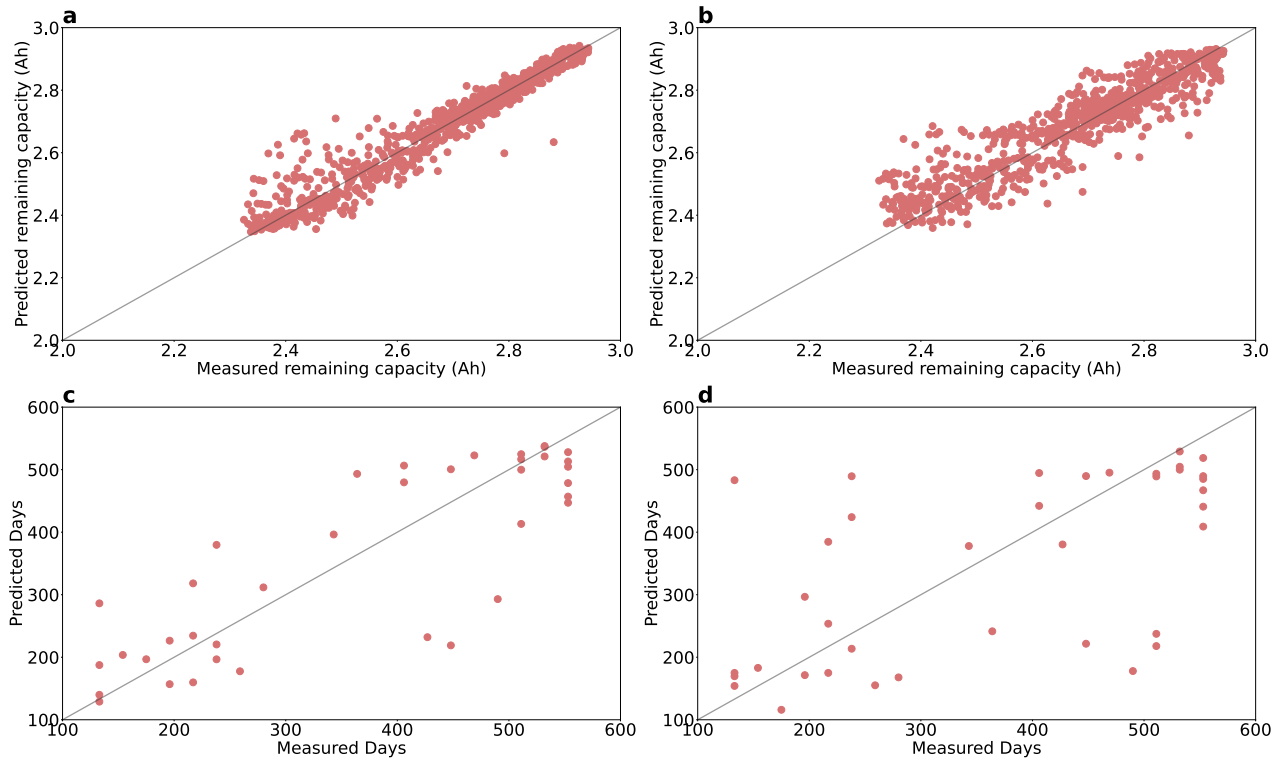 a
3.0
2.8
2.6
2.4
2.2
2.0
Predicted remaining capacity (Ah)
2.0 2.2 2.4 2.6 2.8 3.0
Measured remaining capacity (Ah)
b
3.0
2.8
2.6
2.4
2.2
2.0
Predicted remaining capacity (Ah)
2.0 2.2 2.4 2.6 2.8 3.0
Measured remaining capacity (Ah)
c
600
500
400
300
200
100
Predicted Days
100 200 300 400 500 600
Measured Days
d
600
500
400
300
200
100
Predicted Days
100 200 300 400 500 600
Measured Days